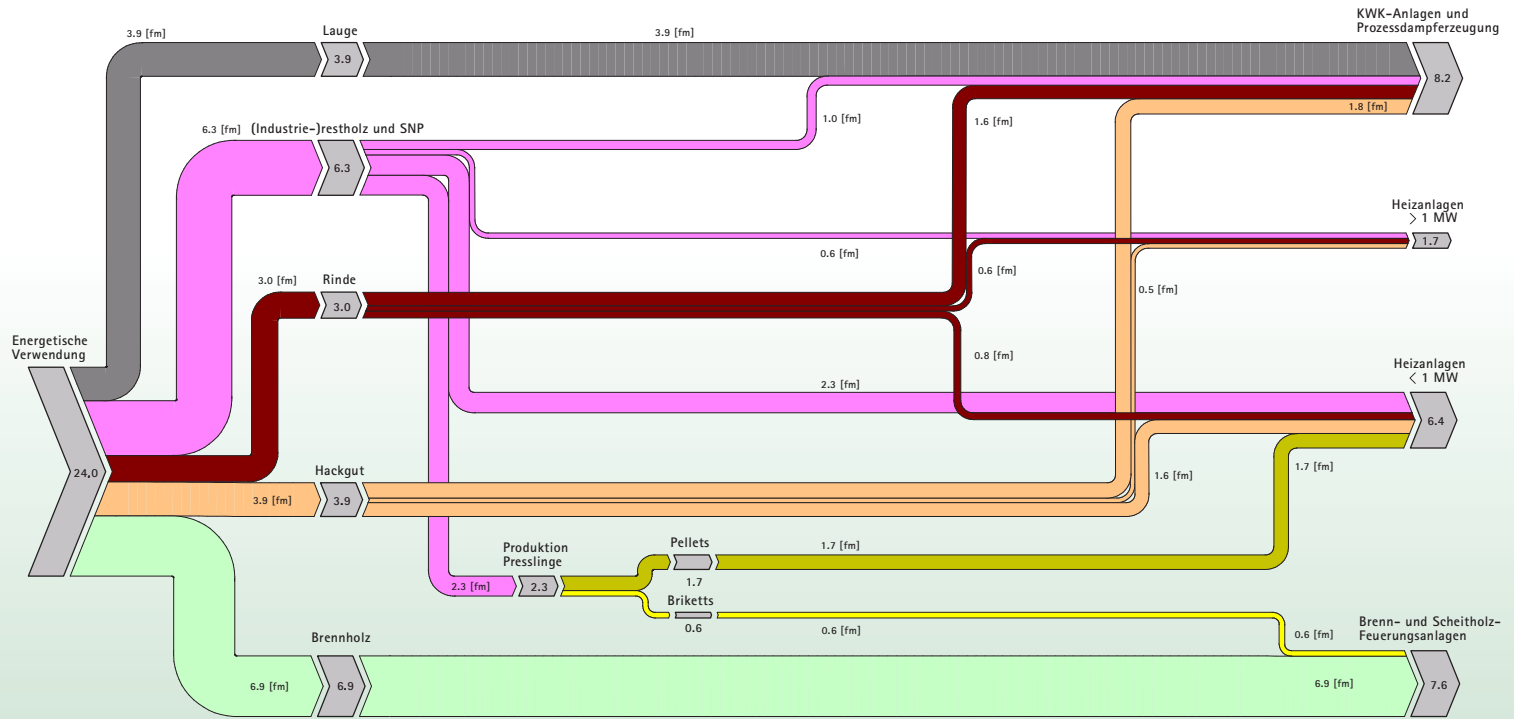 KWK-Anlagen und
Prozessdampferzeugung
Lauge
3.9 [fm]
3.9 [fm]
3.9
8.2
1.8 [fm]
1.0 [fm]
1.6 [fm]
6.3 [fm]
(Industrie-)restholz und SNP
6.3
Heizanlagen
> 1 MW
1.7
0.6 [fm]
0.6 [fm]
3.0 [fm]
Rinde
3.0
0.5 [fm]
Energetische
Verwendung
24,0
0.8 [fm]
Heizanlagen
< 1 MW
2.3 [fm]
6.4
1.7 [fm]
Hackgut
3.9 [fm]
3.9
1.6 [fm]
Produktion
Presslinge
2.3 [fm]
2.3
Pellets
1.7
1.7 [fm]
Briketts
0.6
0.6 [fm]
0.6 [fm]
Brenn- und Scheitholz-
Feuerungsanlagen
Brennholz
6.9 [fm]
6.9
6.9 [fm]
7.6